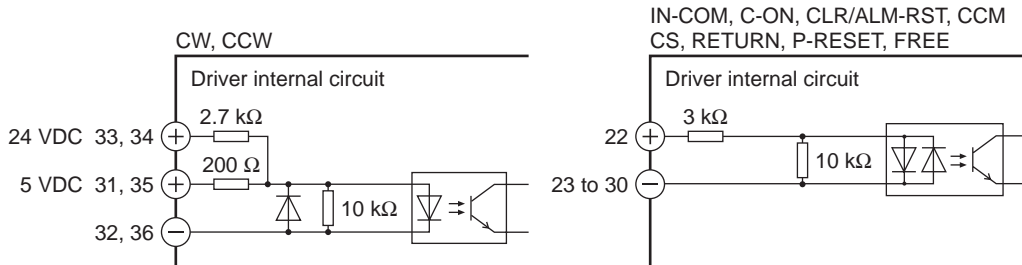 CW, CCW
Driver internal circuit
2.7 kΩ
24 VDC 33, 34
200 Ω
5 VDC 31, 35
10 kΩ
32, 36
IN-COM, C-ON, CLR/ALM-RST, CCM
CS, RETURN, P-RESET, FREE
Driver internal circuit
3 kΩ
22
10 kΩ
23 to 30